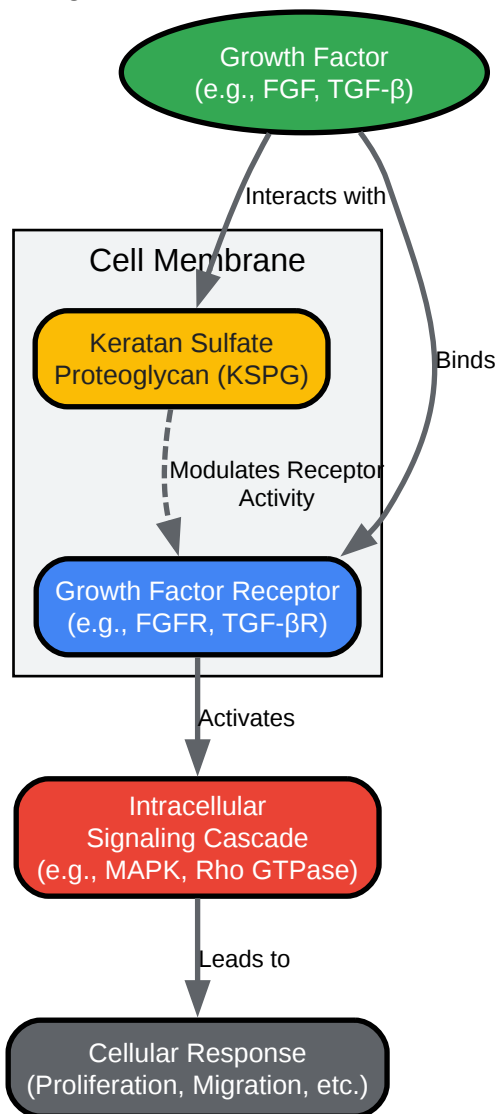 Growth Factor
(e.g., FGF, TGF-β)
Interacts with
Cell Membrane
Keratan Sulfate
Proteoglycan (KSPG)
Binds
Modulates Receptor
Activity
Growth Factor Receptor
(e.g., FGFR, TGF-βR)
Activates
Intracellular
Signaling Cascade
(e.g., MAPK, Rho GTPase)
Leads to
Cellular Response
(Proliferation, Migration, etc.)